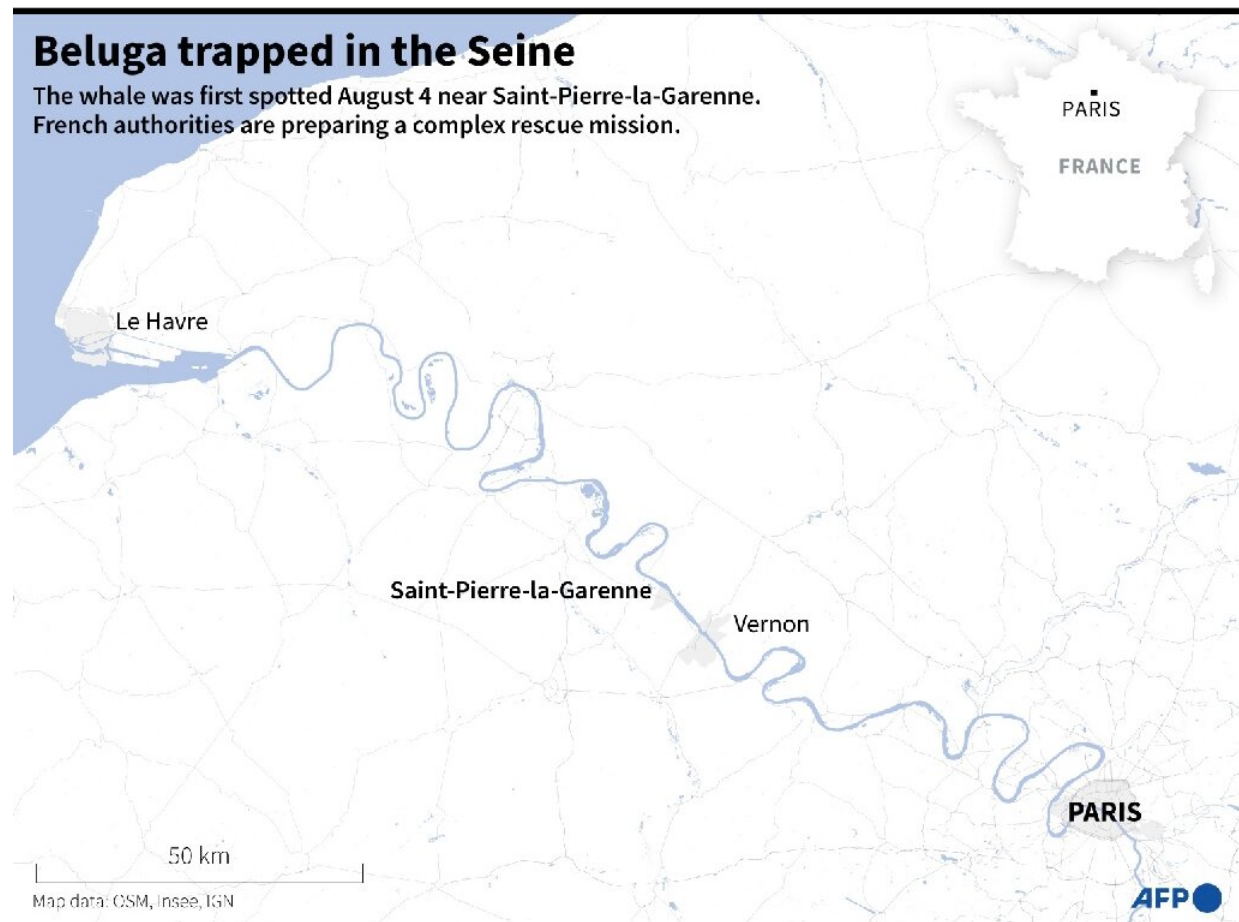 Beluga trapped in the Seine
The whale was first spotted August 4 near Saint-Pierre-la-Garenne.
French authorities are preparing a complex rescue mission.
PARIS
FRANCE
Le Havre
Saint-Pierre-la-Garenne
Vernon
PARIS
50 km
Map data: OSM, Insee, IGN
AFP